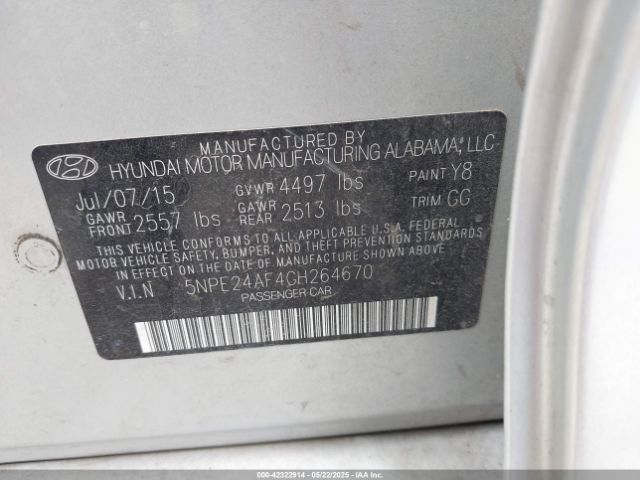 MANUFACTURED BY
HYUNDAI MOTOR MANUFACTURING ALABAMA, LLC
Jul/07/15 GVWR 4497 lbs PAINT Y8
GAWR FRONT 2557 lbs GAWR REAR 2513 lbs TRIM GG
THIS VEHICLE CONFORMS TO ALL APPLICABLE U.S.A. FEDERAL
MOTOR VEHICLE SAFETY, BUMPER, AND THEFT PREVENTION STANDARDS
IN EFFECT ON THE DATE OF MANUFACTURE SHOWN ABOVE.
V.I.N 5NPE24AF4GH264670
PASSENGER CAR
000-42322914 - 05/22/2025 - IAAI.COM